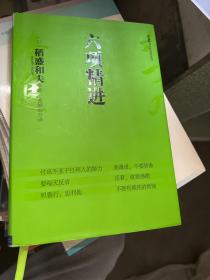 稻盛和夫
六项精进
付出不亚于任何人的努力
要谦虚，不要骄傲
要每天反省
活着，就要感谢
积善行，思利他
不要有感性的烦恼